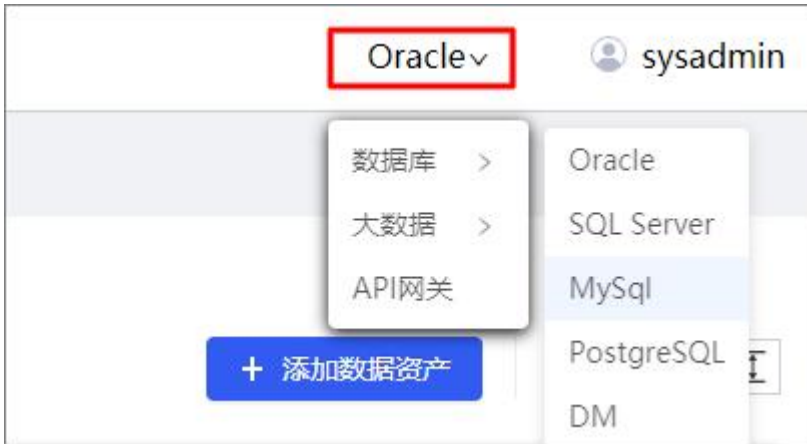 Oracle
sysadmin
数据库
大数据
API网关
Oracle
SQL Server
MySql
PostgreSQL
DM
+ 添加数据资产